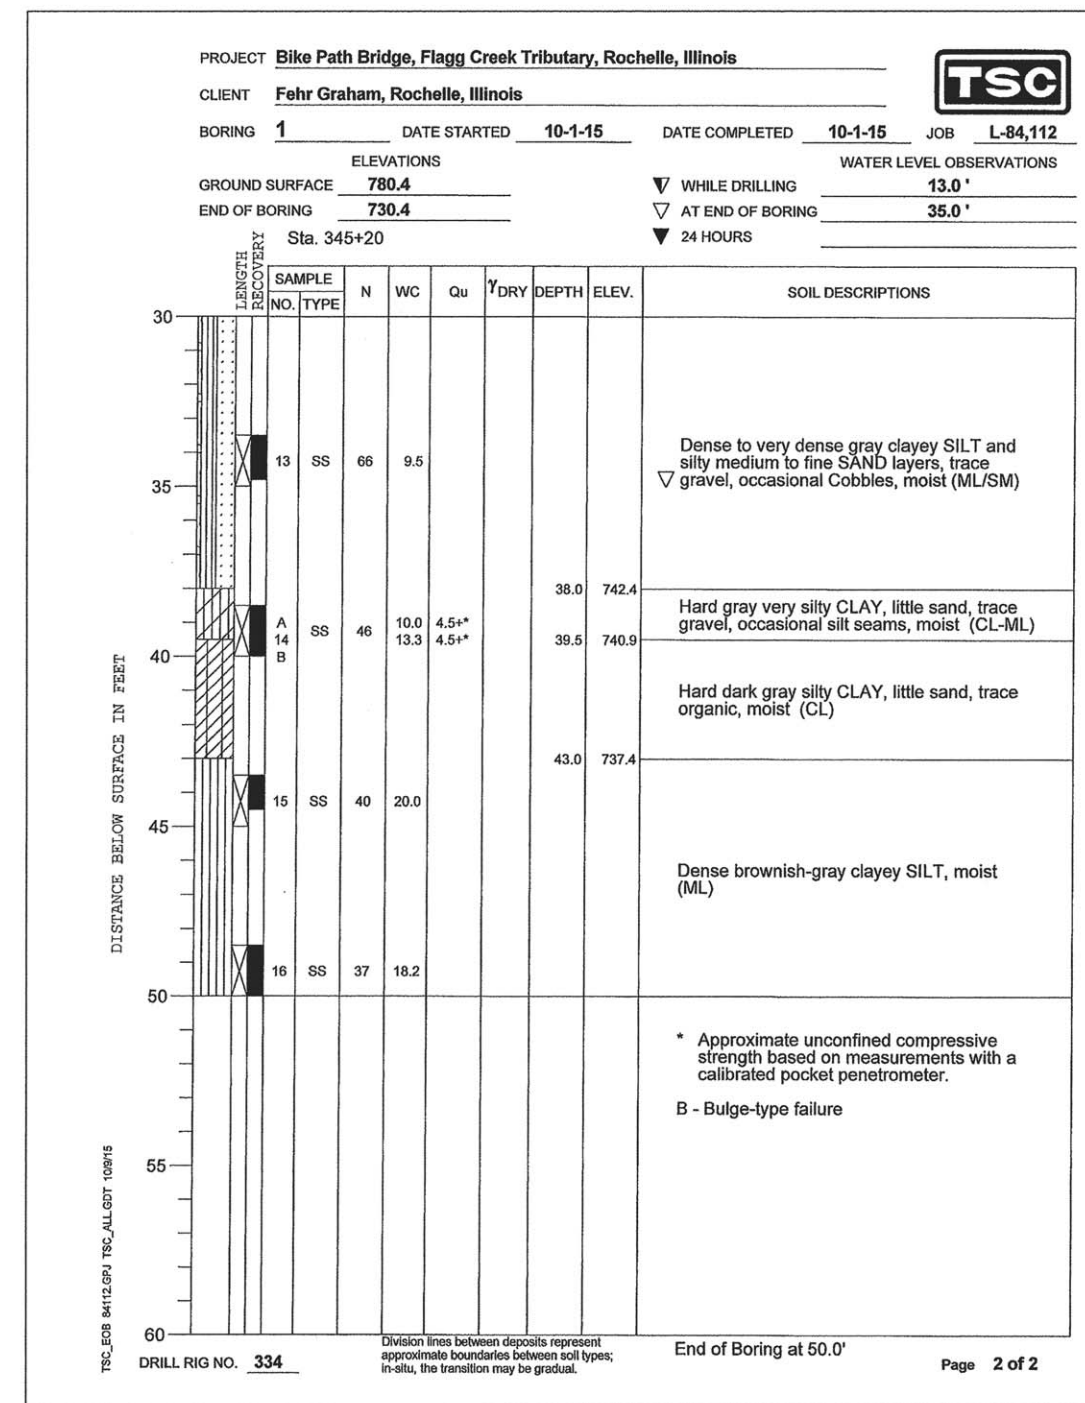 PROJECT Bike Path Bridge, Flagg Creek Tributary, Rochelle, Illinois
TSC
CLIENT Fehr Graham, Rochelle, Illinois
BORING 1 DATE STARTED 10-1-15 DATE COMPLETED 10-1-15 JOB L-84,112
ELEVATIONS WATER LEVEL OBSERVATIONS
GROUND SURFACE 780.4 WHILE DRILLING 13.0 '
END OF BORING 730.4 AT END OF BORING 35.0 '
Sta. 345+20 24 HOURS
LENGTH
RECOVERY
SAMPLE N WC Qu γDRY DEPTH ELEV. SOIL DESCRIPTIONS
NO. TYPE
30
Dense to very dense gray clayey SILT and
13 SS 66 9.5 silty medium to fine SAND layers, trace
35 gravel, occasional Cobbles, moist (ML/SM)
38.0 742.4
Hard gray very silty CLAY, little sand, trace
A 10.0 4.5+* gravel, occasional silt seams, moist (CL-ML)
SS 46
14 13.3 4.5+* 39.5 740.9
40 B
Hard dark gray silty CLAY, little sand, trace
organic, moist (CL)
43.0 737.4
15 SS 40 20.0
45
Dense brownish-gray clayey SILT, moist
(ML)
16 SS 37 18.2
50
* Approximate unconfined compressive
strength based on measurements with a
calibrated pocket penetrometer.
B - Bulge-type failure
55
60
DISTANCE BELOW SURFACE IN FEET
TSC_EOB 84112.GPJ TSC_ALL.GDT 10/9/15
DRILL RIG NO. 334
Division lines between deposits represent
approximate boundaries between soil types;
in-situ, the transition may be gradual.
End of Boring at 50.0'
Page 2 of 2